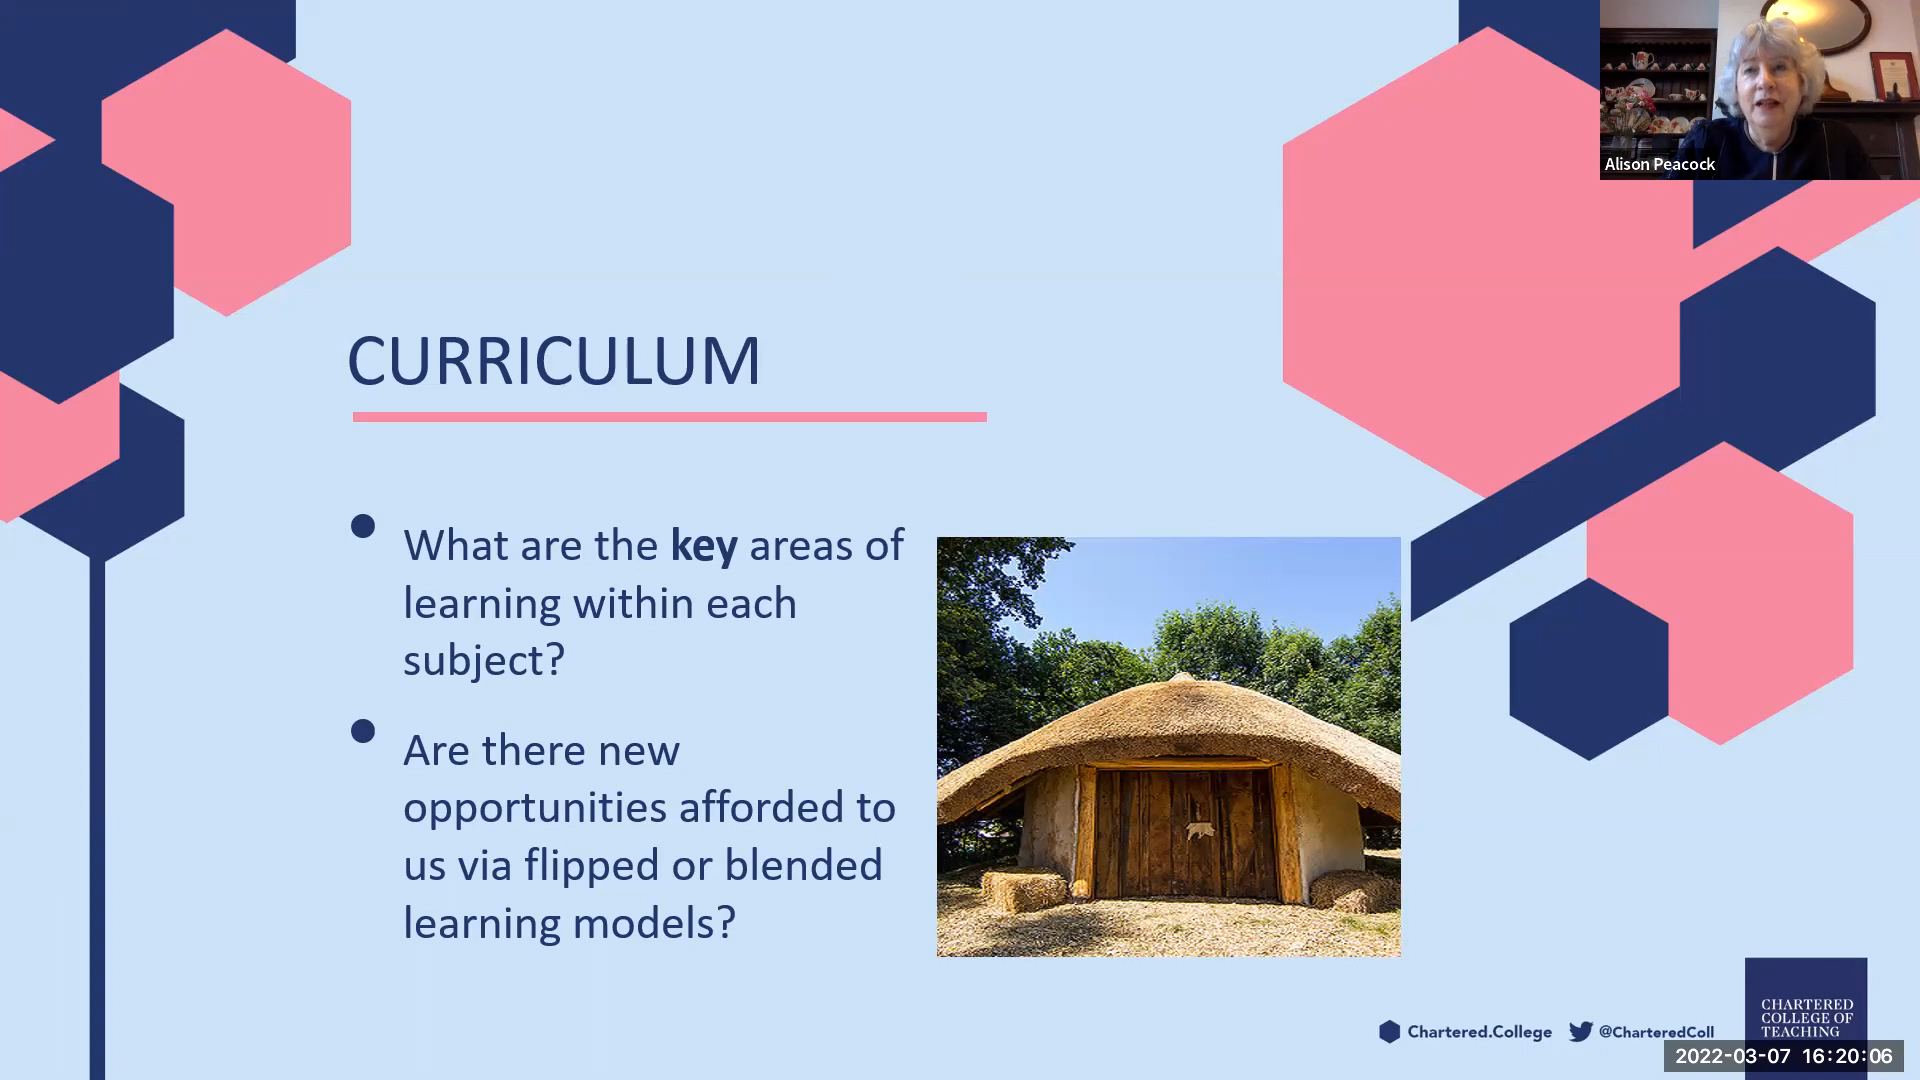 Alison Peacock
CURRICULUM
What are the key areas of
learning within each
subject?
Are there new
opportunities afforded to
us via flipped or blended
learning models?
Chartered.College
@CharteredColl
CHARTERED
COLLEGE OF
TEACHING
2022-03-07 16:20:06